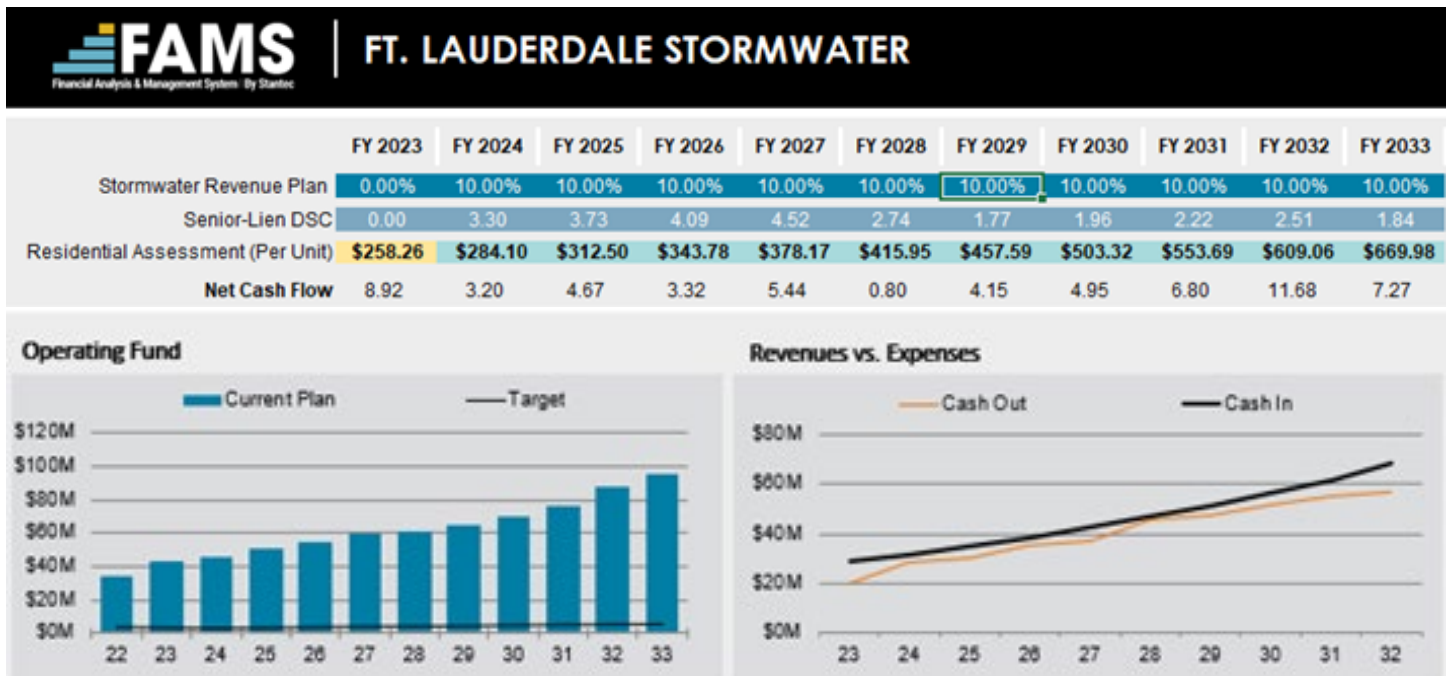 FAMS FT. LAUDERDALE STORMWATER
Financial Analysis & Management System By Stantec
FY 2023 FY 2024 FY 2025 FY 2026 FY 2027 FY 2028 FY 2029 FY 2030 FY 2031 FY 2032 FY 2033
Stormwater Revenue Plan 0.00% 10.00% 10.00% 10.00% 10.00% 10.00% 10.00% 10.00% 10.00% 10.00% 10.00%
Senior-Lien DSC 0.00 3.30 3.73 4.09 4.52 2.74 1.77 1.96 2.22 2.51 1.84
Residential Assessment (Per Unit) $258.26 $284.10 $312.50 $343.78 $378.17 $415.95 $457.59 $503.32 $553.69 $609.06 $669.98
Net Cash Flow 8.92 3.20 4.67 3.32 5.44 0.80 4.15 4.95 6.80 11.68 7.27
Operating Fund
Current Plan Target
$120M
$100M
$80M
$60M
$40M
$20M
$0M
22 23 24 25 26 27 28 29 30 31 32 33
Revenues vs. Expenses
Cash Out Cash In
$80M
$60M
$40M
$20M
$0M
23 24 25 26 27 28 29 30 31 32